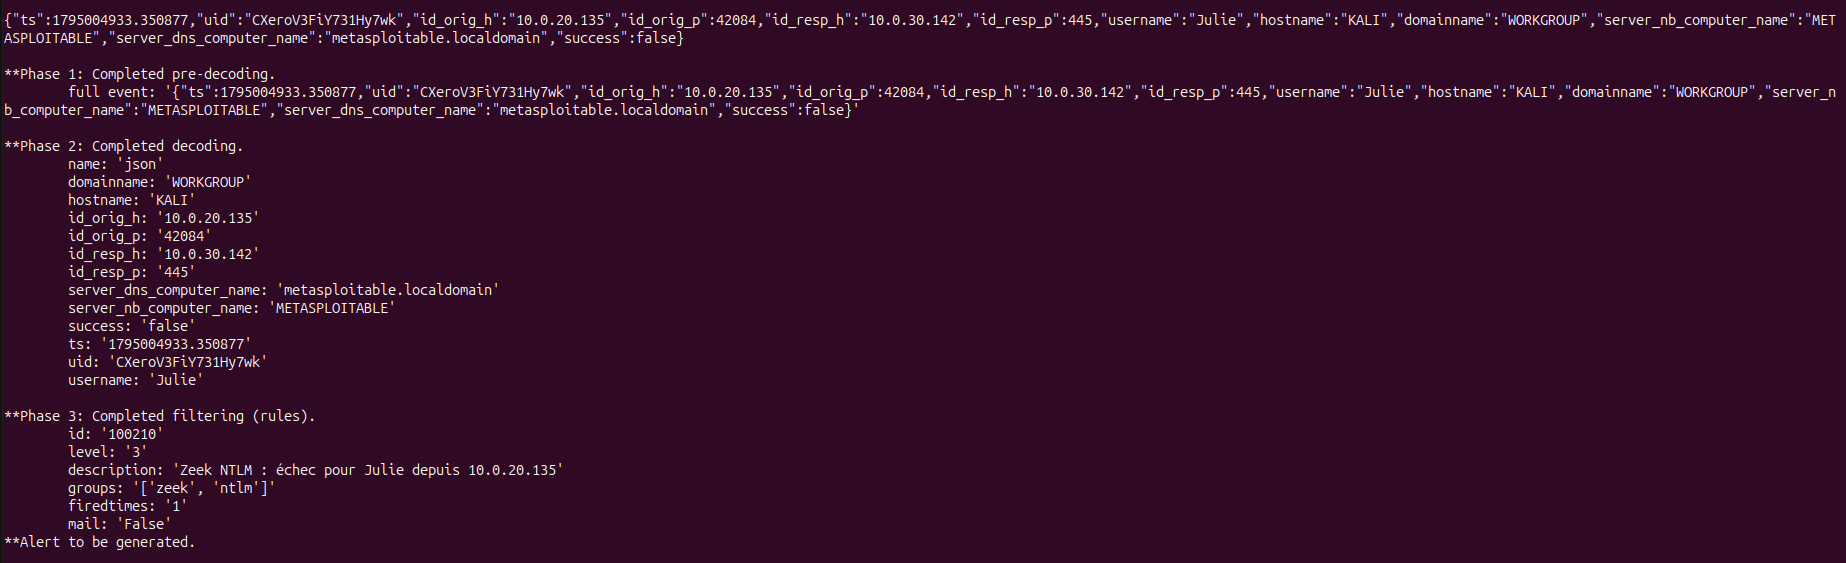 {"ts":1795004933.350877,"uid":"CXeroV3FiY731Hy7wk","id_orig_h":"10.0.20.135","id_orig_p":42084,"id_resp_h":"10.0.30.142","id_resp_p":445,"username":"Julie","hostname":"KALI","domainname":"WORKGROUP","server_nb_computer_name":"MET
ASPLOITABLE","server_dns_computer_name":"metasploitable.localdomain","success":false}
**Phase 1: Completed pre-decoding.
full event: '{"ts":1795004933.350877,"uid":"CXeroV3FiY731Hy7wk","id_orig_h":"10.0.20.135","id_orig_p":42084,"id_resp_h":"10.0.30.142","id_resp_p":445,"username":"Julie","hostname":"KALI","domainname":"WORKGROUP","server_n
b_computer_name":"METASPLOITABLE","server_dns_computer_name":"metasploitable.localdomain","success":false}'
**Phase 2: Completed decoding.
name: 'json'
domainname: 'WORKGROUP'
hostname: 'KALI'
id_orig_h: '10.0.20.135'
id_orig_p: '42084'
id_resp_h: '10.0.30.142'
id_resp_p: '445'
server_dns_computer_name: 'metasploitable.localdomain'
server_nb_computer_name: 'METASPLOITABLE'
success: 'false'
ts: '1795004933.350877'
uid: 'CXeroV3FiY731Hy7wk'
username: 'Julie'
**Phase 3: Completed filtering (rules).
id: '100210'
level: '3'
description: 'Zeek NTLM : échec pour Julie depuis 10.0.20.135'
groups: '['zeek', 'ntlm']'
firedtimes: '1'
mail: 'False'
**Alert to be generated.